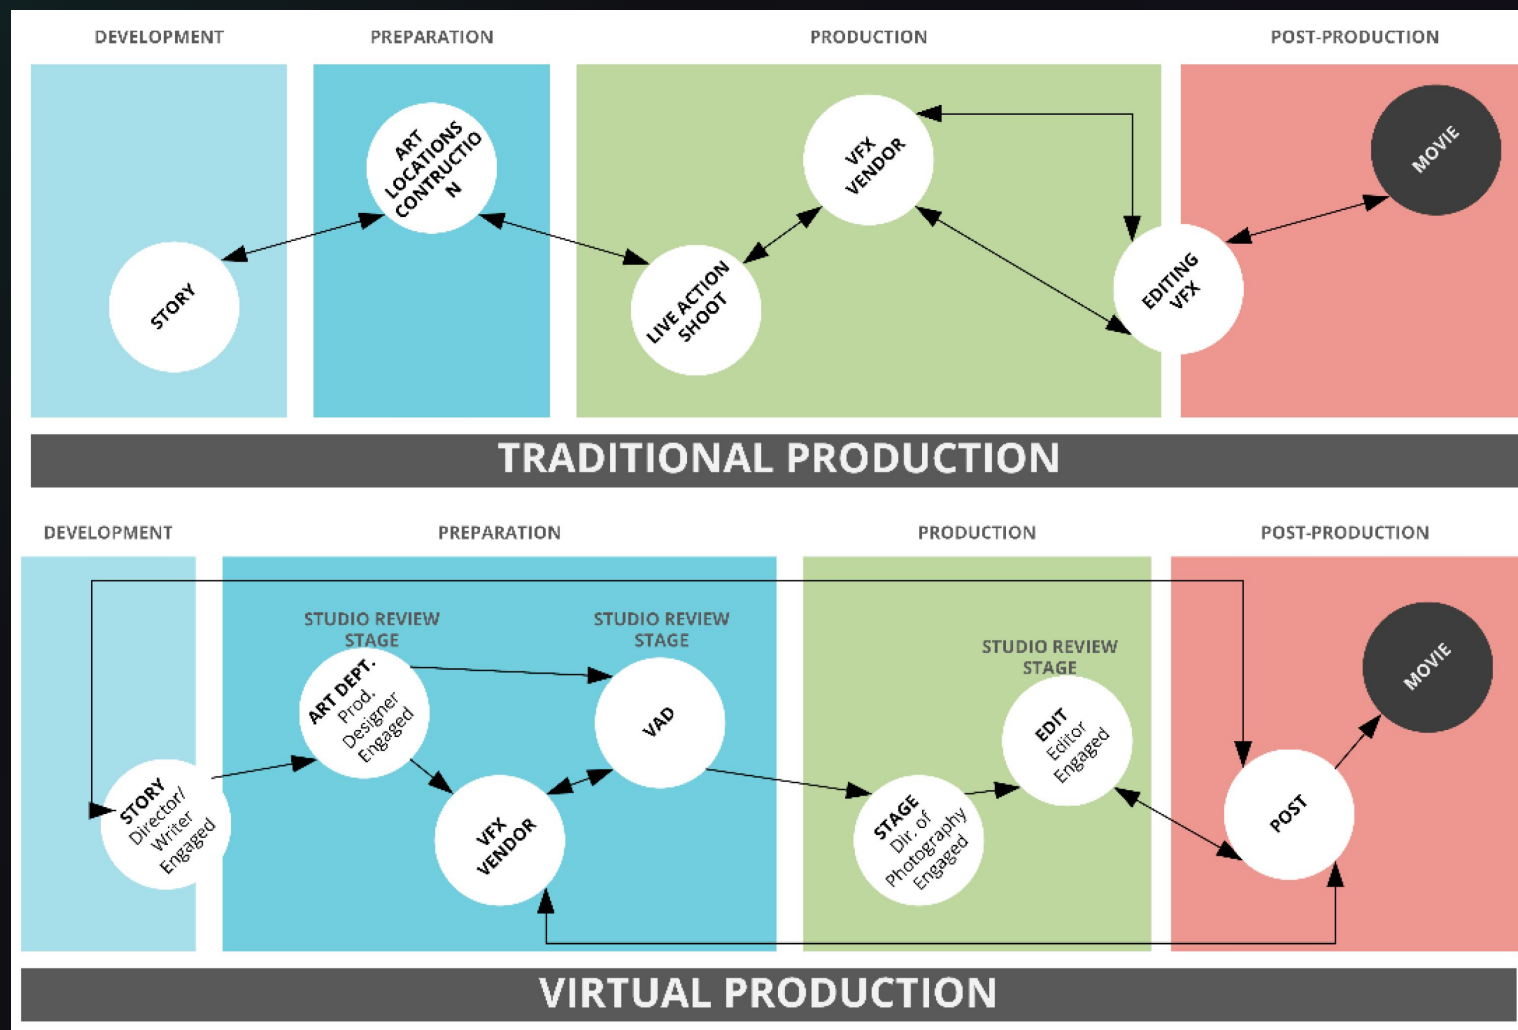 DEVELOPMENT
PREPARATION
PRODUCTION
POST-PRODUCTION
STORY
ART
LOCATIONS
CONTRUCTIO
N
LIVE ACTION
SHOOT
VFX
VENDOR
EDITING
VFX
MOVIE
TRADITIONAL PRODUCTION
DEVELOPMENT
PREPARATION
PRODUCTION
POST-PRODUCTION
STORY
Director/
Writer
Engaged
STUDIO REVIEW
STAGE
ART DEPT.
Prod.
Designer
Engaged
VFX
VENDOR
STUDIO REVIEW
STAGE
VAD
STAGE
Dir. of
Photography
Engaged
STUDIO REVIEW
STAGE
EDIT
Editor
Engaged
POST
MOVIE
VIRTUAL PRODUCTION